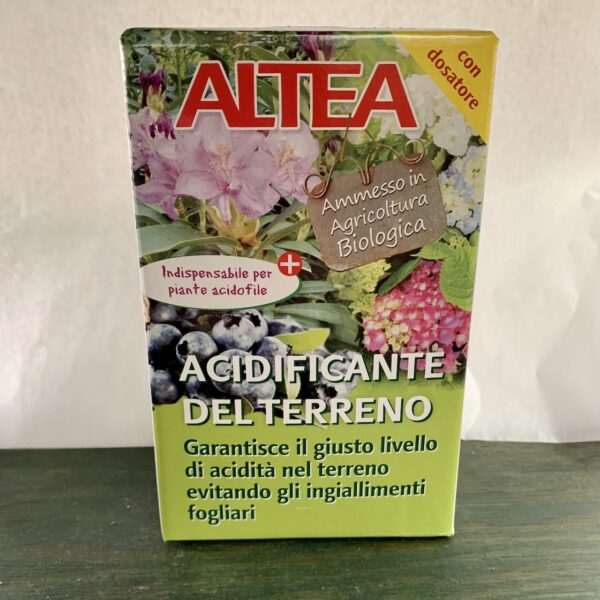 ALTEA
con
dosatore
Ammesso in
Agricoltura
Biologica
Indispensabile per
piante acidofile
ACIDIFICANTE
DEL TERRENO
Garantisce il giusto livello
di acidità nel terreno
evitando gli ingiallimenti
fogliari